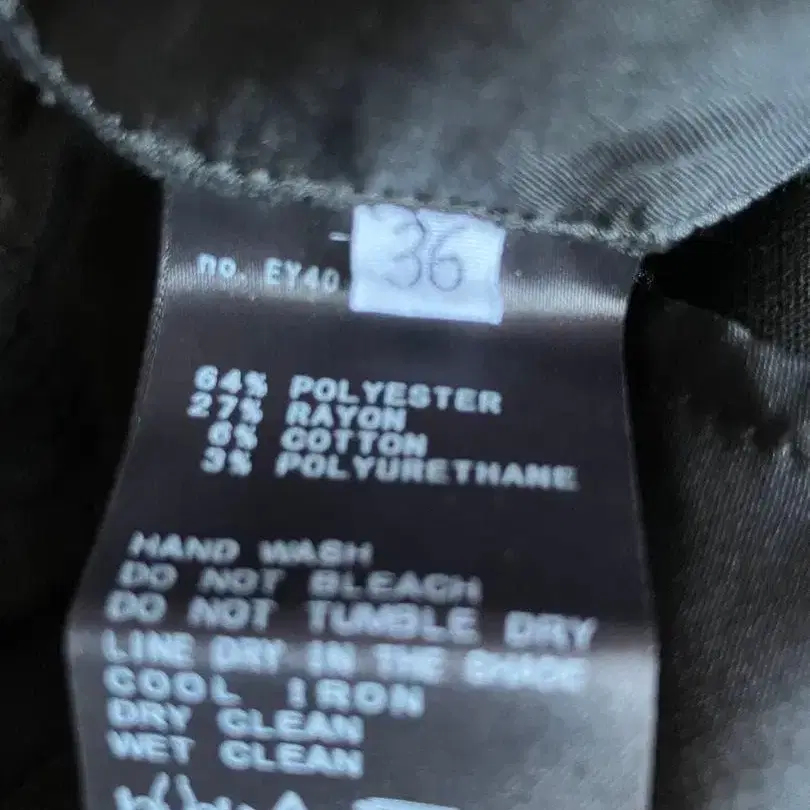 36
no. EY40
64% POLYESTER
27% RAYON
6% COTTON
3% POLYURETHANE
HAND WASH
DO NOT BLEACH
DO NOT TUMBLE DRY
LINE DRY IN THE SHADE
COOL IRON
DRY CLEAN
WET CLEAN